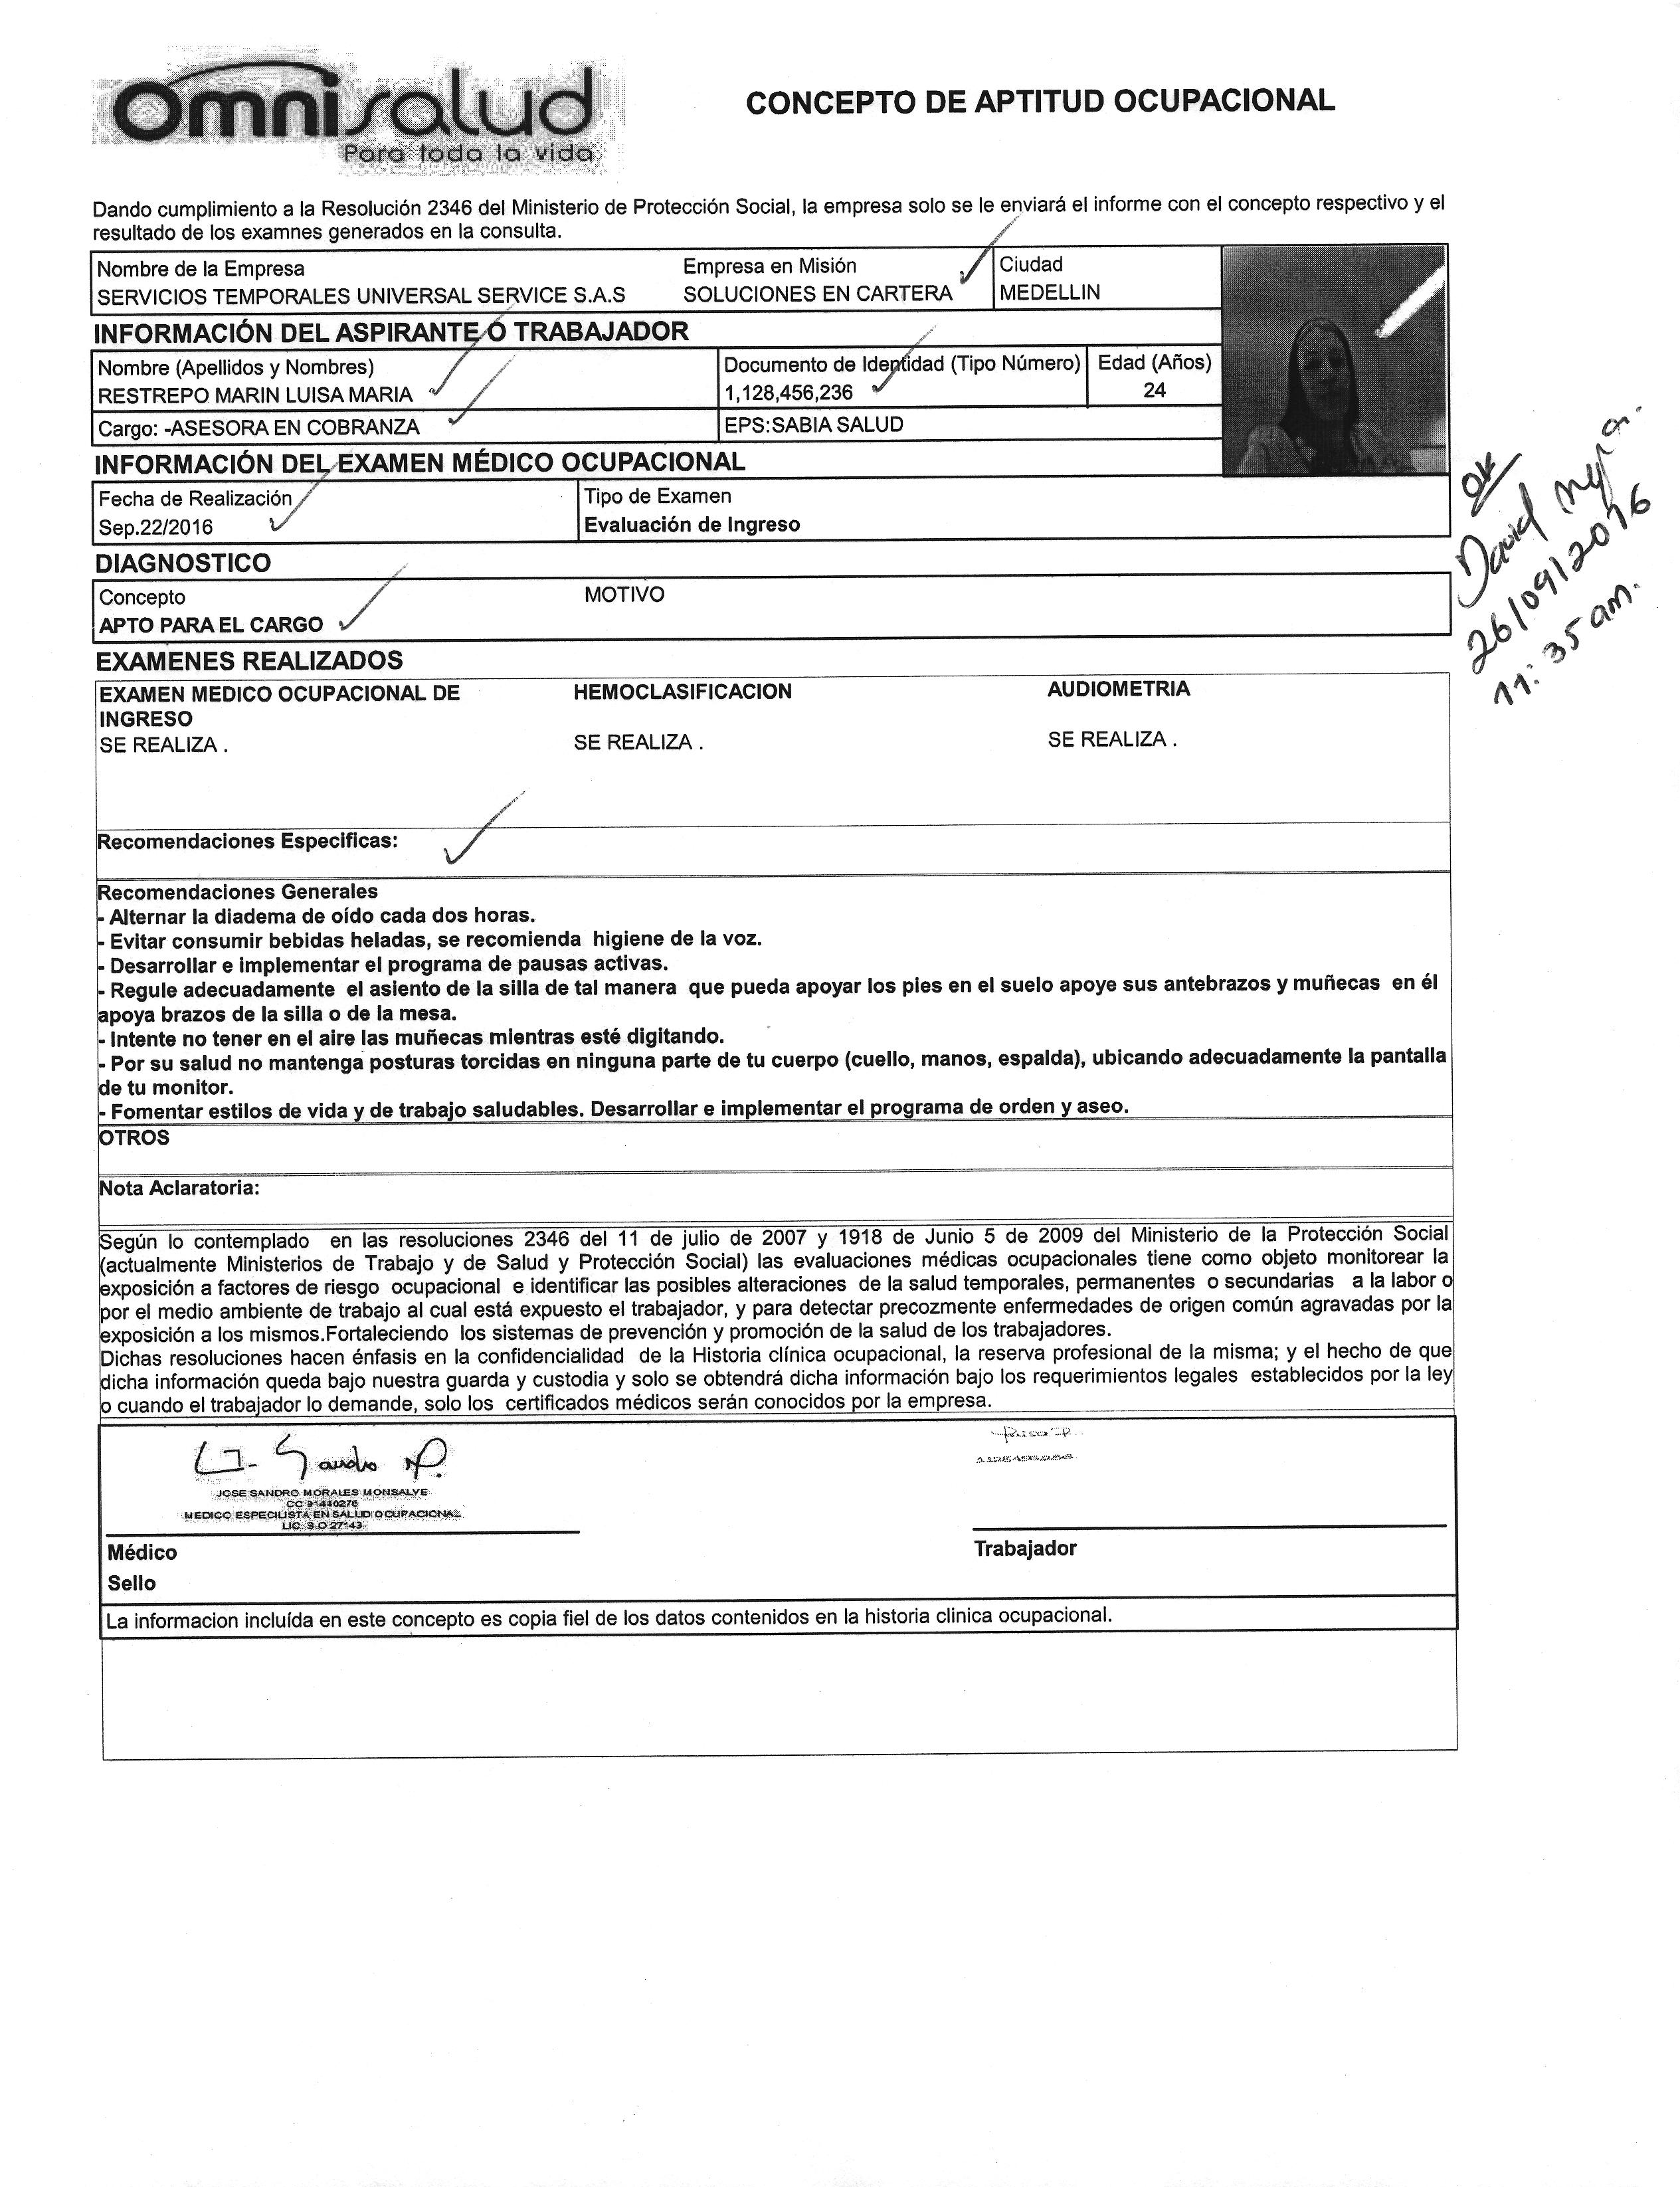 Omnisalud
Para toda la vida
CONCEPTO DE APTITUD OCUPACIONAL
Dando cumplimiento a la Resolución 2346 del Ministerio de Protección Social, la empresa solo se le enviará el informe con el concepto respectivo y el
resultado de los examnes generados en la consulta.
Nombre de la Empresa
SERVICIOS TEMPORALES UNIVERSAL SERVICE S.A.S
Empresa en Misión
SOLUCIONES EN CARTERA
Ciudad
MEDELLIN
INFORMACIÓN DEL ASPIRANTE O TRABAJADOR
Nombre (Apellidos y Nombres)
RESTREPO MARIN LUISA MARIA
Documento de Identidad (Tipo Número)
1,128,456,236
Edad (Años)
24
Cargo: -ASESORA EN COBRANZA
EPS:SABIA SALUD
INFORMACIÓN DEL EXAMEN MÉDICO OCUPACIONAL
Fecha de Realización
Sep.22/2016
Tipo de Examen
Evaluación de Ingreso
OK
David
26/09/2016
11:35 am.
DIAGNOSTICO
Concepto
APTO PARA EL CARGO
MOTIVO
EXAMENES REALIZADOS
EXAMEN MEDICO OCUPACIONAL DE
INGRESO
SE REALIZA .
HEMOCLASIFICACION
SE REALIZA .
AUDIOMETRIA
SE REALIZA .
Recomendaciones Especificas:
Recomendaciones Generales
- Alternar la diadema de oído cada dos horas.
- Evitar consumir bebidas heladas, se recomienda higiene de la voz.
- Desarrollar e implementar el programa de pausas activas.
- Regule adecuadamente el asiento de la silla de tal manera que pueda apoyar los pies en el suelo apoye sus antebrazos y muñecas en él
apoya brazos de la silla o de la mesa.
- Intente no tener en el aire las muñecas mientras esté digitando.
- Por su salud no mantenga posturas torcidas en ninguna parte de tu cuerpo (cuello, manos, espalda), ubicando adecuadamente la pantalla
de tu monitor.
- Fomentar estilos de vida y de trabajo saludables. Desarrollar e implementar el programa de orden y aseo.
OTROS
Nota Aclaratoria:
Según lo contemplado en las resoluciones 2346 del 11 de julio de 2007 y 1918 de Junio 5 de 2009 del Ministerio de la Protección Social
(actualmente Ministerios de Trabajo y de Salud y Protección Social) las evaluaciones médicas ocupacionales tiene como objeto monitorear la
exposición a factores de riesgo ocupacional e identificar las posibles alteraciones de la salud temporales, permanentes o secundarias a la labor o
por el medio ambiente de trabajo al cual está expuesto el trabajador, y para detectar precozmente enfermedades de origen común agravadas por la
exposición a los mismos.Fortaleciendo los sistemas de prevención y promoción de la salud de los trabajadores.
Dichas resoluciones hacen énfasis en la confidencialidad de la Historia clínica ocupacional, la reserva profesional de la misma; y el hecho de que
dicha información queda bajo nuestra guarda y custodia y solo se obtendrá dicha información bajo los requerimientos legales establecidos por la ley
o cuando el trabajador lo demande, solo los certificados médicos serán conocidos por la empresa.
JOSE SANDRO MORALES MONSALVE
CC 91440276
MEDICO ESPECILISTA EN SALUD OCUPACIONAL
LIC. S O 27143
Médico
Sello
Trabajador
La informacion incluída en este concepto es copia fiel de los datos contenidos en la historia clinica ocupacional.